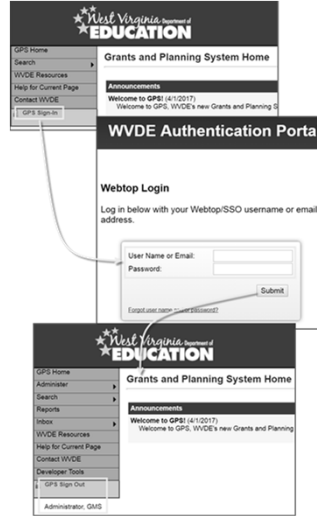 West Virginia Department of
EDUCATION
GPS Home
Search
WVDE Resources
Help for Current Page
Contact WVDE
GPS Sign-In
Grants and Planning System Home
Announcements
Welcome to GPS! (4/1/2017)
Welcome to GPS, WVDE's new Grants and Planning S
WVDE Authentication Porta
Webtop Login
Log in below with your Webtop/SSO username or email
address.
User Name or Email:
Password:
Submit
Forgot user name or password?
West Virginia Department of
EDUCATION
GPS Home
Administer
Search
Reports
Inbox
WVDE Resources
Help for Current Page
Contact WVDE
Developer Tools
GPS Sign Out
Administrator, GMS
Grants and Planning System Home
Announcements
Welcome to GPS! (4/1/2017)
Welcome to GPS, WVDE's new Grants and Planning